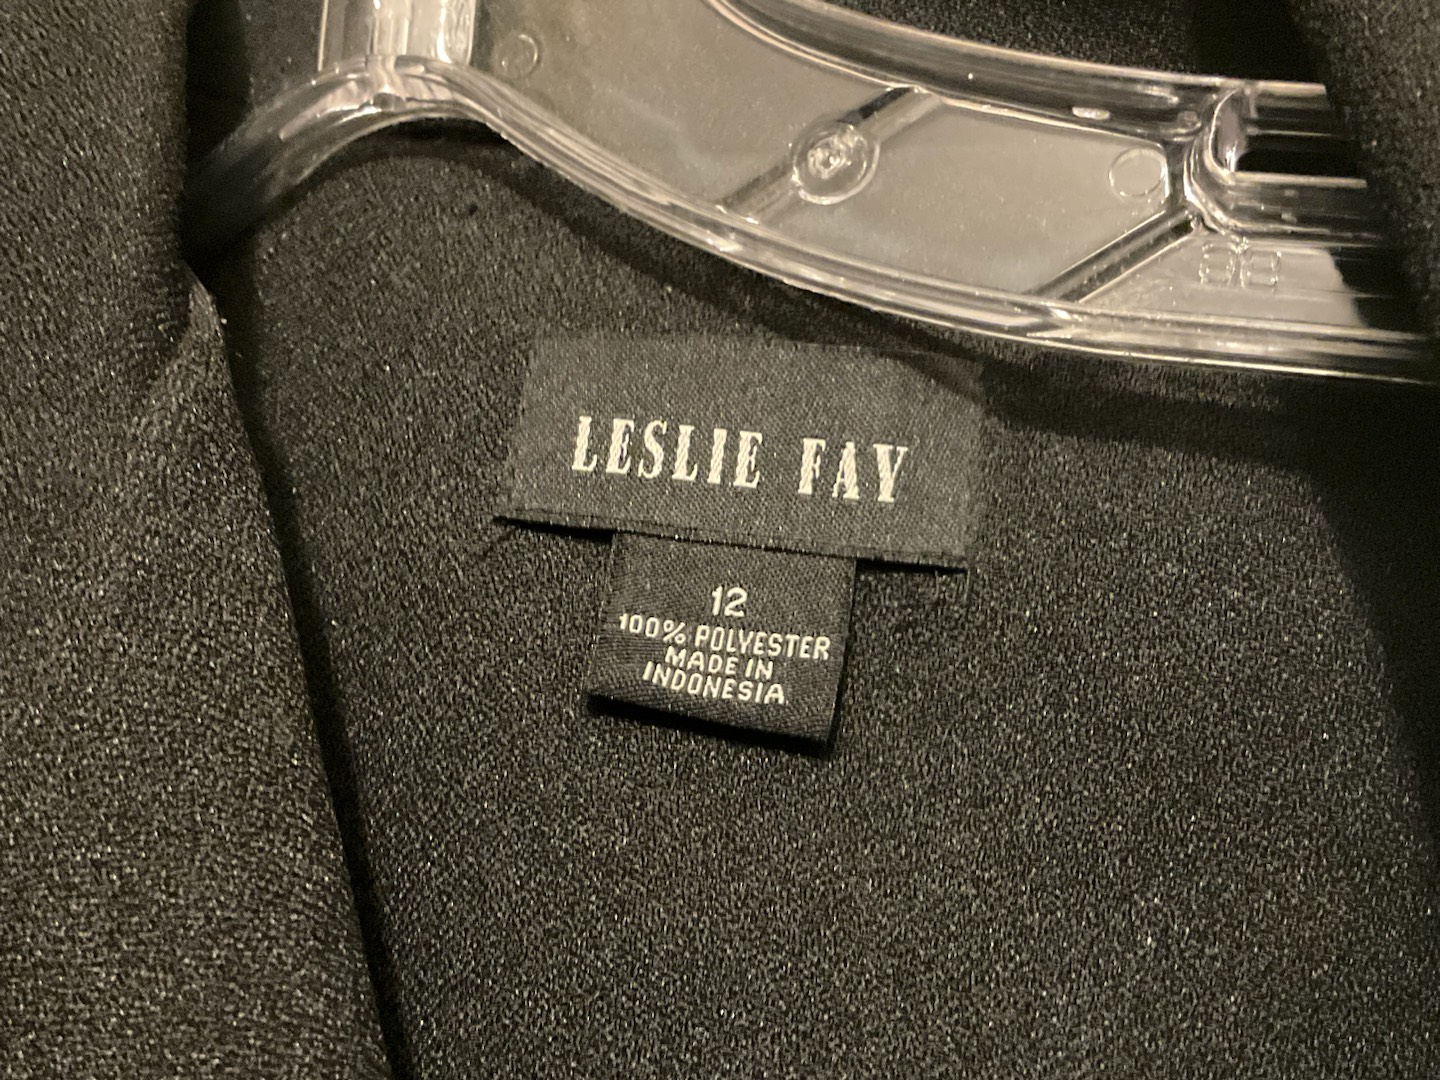 LESLIE FAY
12
100% POLYESTER
MADE IN
INDONESIA